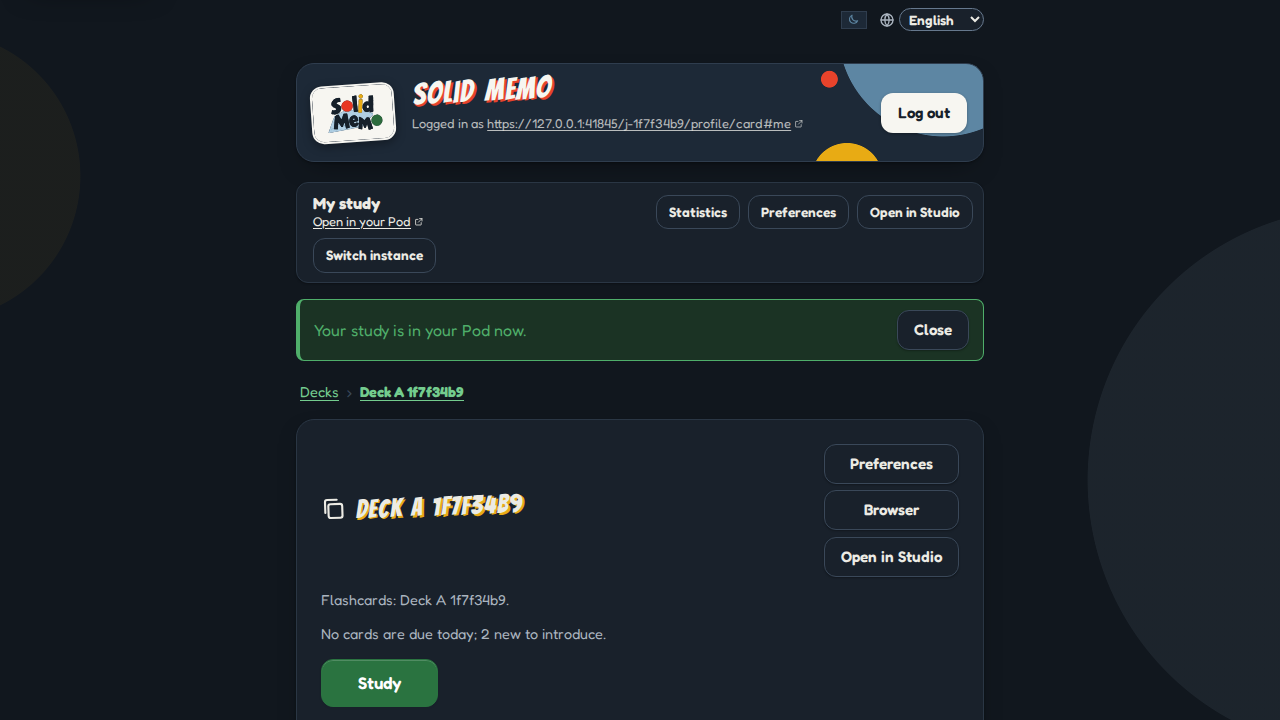 English
Solid
Memo
SOLID MEMO
Logged in as https://127.0.0.1:41845/j-1f7f34b9/profile/card#me
Log out
My study
Open in your Pod
Statistics
Preferences
Open in Studio
Switch instance
Your study is in your Pod now.
Close
Decks › Deck A 1f7f34b9
Preferences
DECK A 1F7F34B9
Browser
Open in Studio
Flashcards: Deck A 1f7f34b9.
No cards are due today; 2 new to introduce.
Study